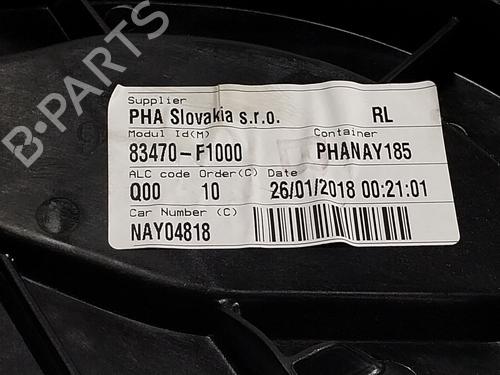 B-PARTS
Supplier
PHA Slovakia s.r.o. RL
Modul Id(M) Container
83470-F1000 PHANAY185
ALC code Order(C) Date
Q00 10 26/01/2018 00:21:01
Car Number (C)
NAY04818